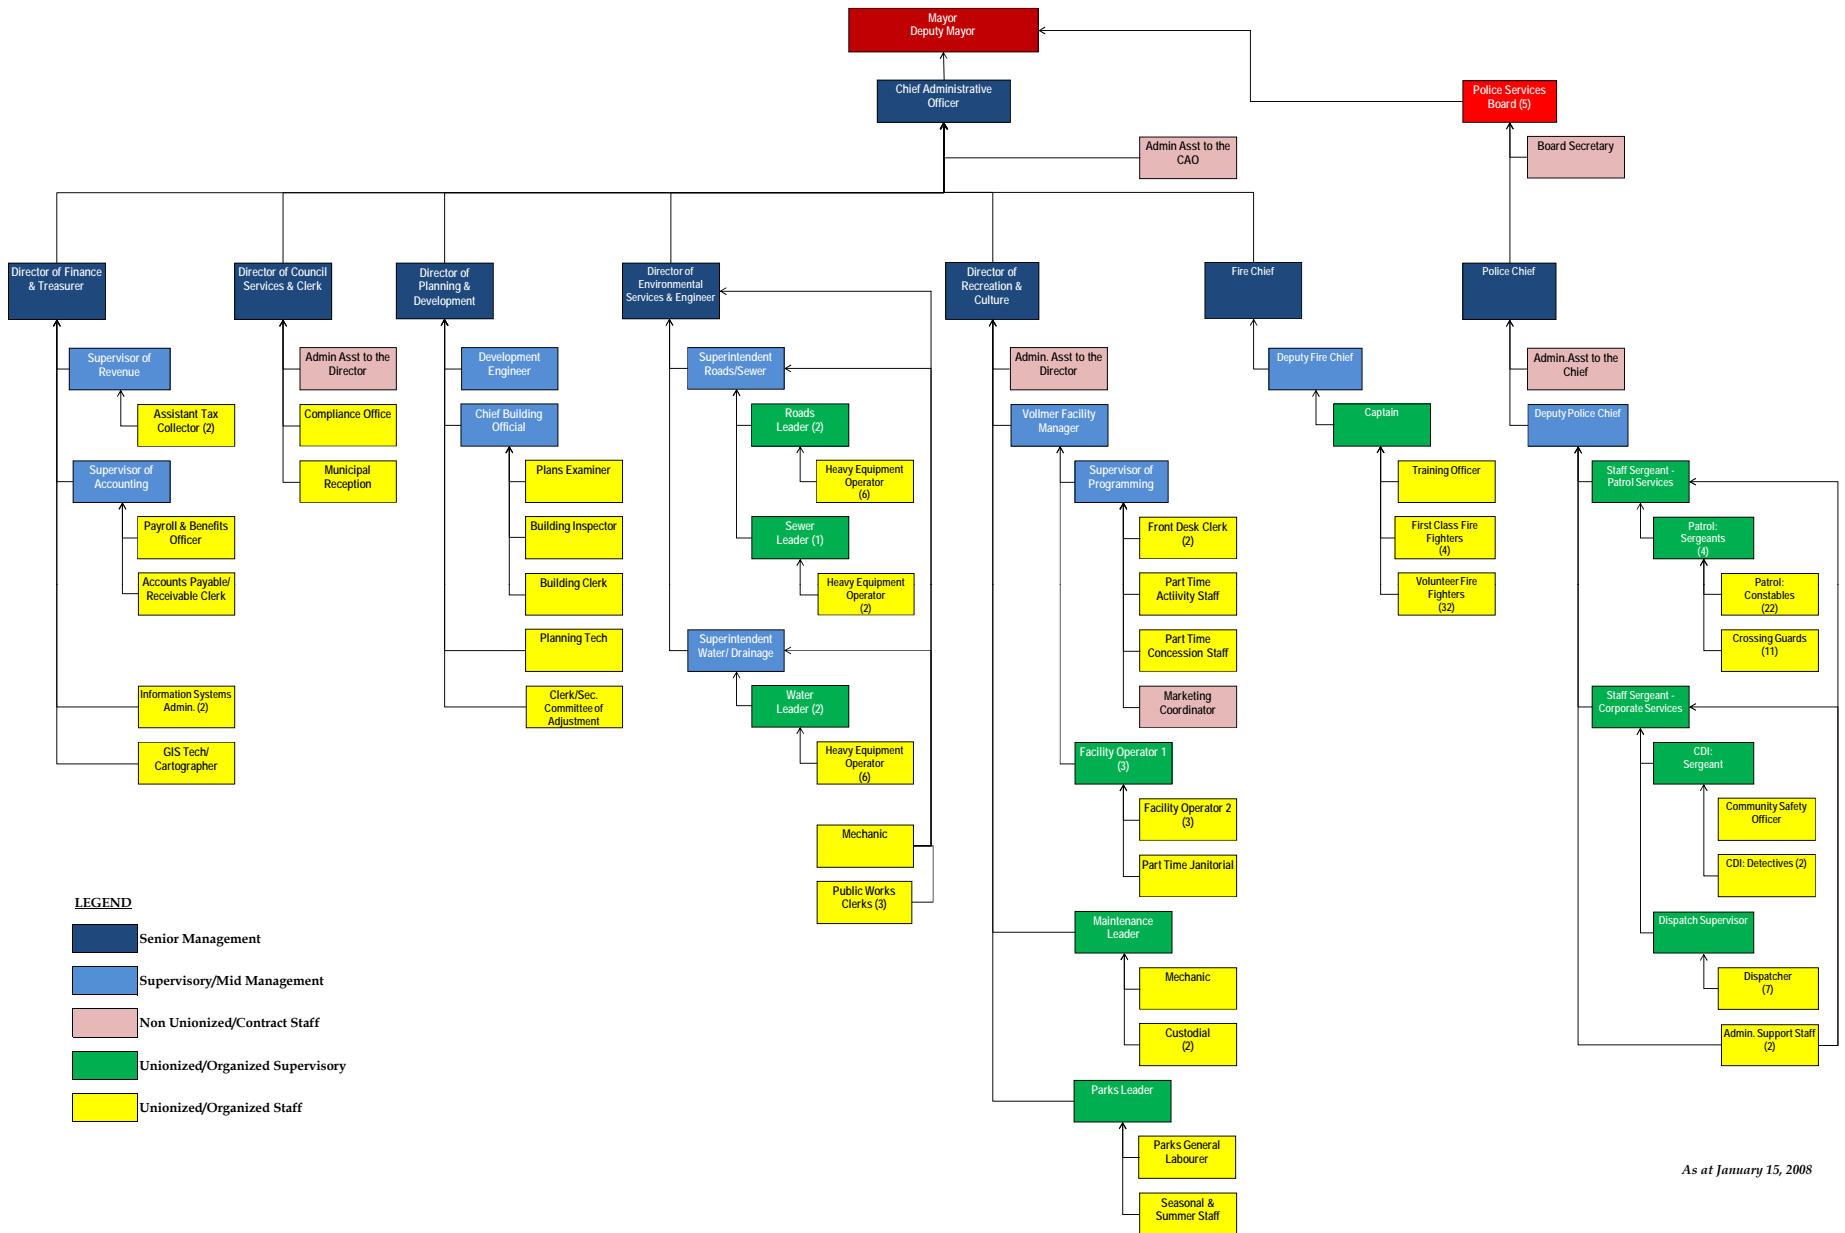 Mayor
Deputy Mayor
Chief Administrative
Officer
Police Services
Board (5)
Admin Asst to the
CAO
Board Secretary
Director of Finance
& Treasurer
Director of Council
Services & Clerk
Director of
Planning &
Development
Director of
Environmental
Services & Engineer
Director of
Recreation &
Culture
Fire Chief
Police Chief
Supervisor of
Revenue
Assistant Tax
Collector (2)
Supervisor of
Accounting
Payroll & Benefits
Officer
Accounts Payable/
Receivable Clerk
Information Systems
Admin. (2)
GIS Tech/
Cartographer
Admin Asst to the
Director
Compliance Office
Municipal
Reception
Development
Engineer
Chief Building
Official
Plans Examiner
Building Inspector
Building Clerk
Planning Tech
Clerk/Sec.
Committee of
Adjustment
Superintendent
Roads/Sewer
Roads
Leader (2)
Heavy Equipment
Operator
(6)
Sewer
Leader (1)
Heavy Equipment
Operator
(2)
Superintendent
Water/ Drainage
Water
Leader (2)
Heavy Equipment
Operator
(6)
Mechanic
Public Works
Clerks (3)
Admin. Asst to the
Director
Vollmer Facility
Manager
Supervisor of
Programming
Front Desk Clerk
(2)
Part Time
Actiivity Staff
Part Time
Concession Staff
Marketing
Coordinator
Facility Operator 1
(3)
Facility Operator 2
(3)
Part Time Janitorial
Maintenance
Leader
Mechanic
Custodial
(2)
Parks Leader
Parks General
Labourer
Seasonal &
Summer Staff
Deputy Fire Chief
Captain
Training Officer
First Class Fire
Fighters
(4)
Volunteer Fire
Fighters
(32)
Admin.Asst to the
Chief
Deputy Police Chief
Staff Sergeant -
Patrol Services
Patrol:
Sergeants
(4)
Patrol:
Constables
(22)
Crossing Guards
(11)
Staff Sergeant -
Corporate Services
CDI:
Sergeant
Community Safety
Officer
CDI: Detectives (2)
Dispatch Supervisor
Dispatcher
(7)
Admin. Support Staff
(2)
LEGEND
Senior Management
Supervisory/Mid Management
Non Unionized/Contract Staff
Unionized/Organized Supervisory
Unionized/Organized Staff
As at January 15, 2008